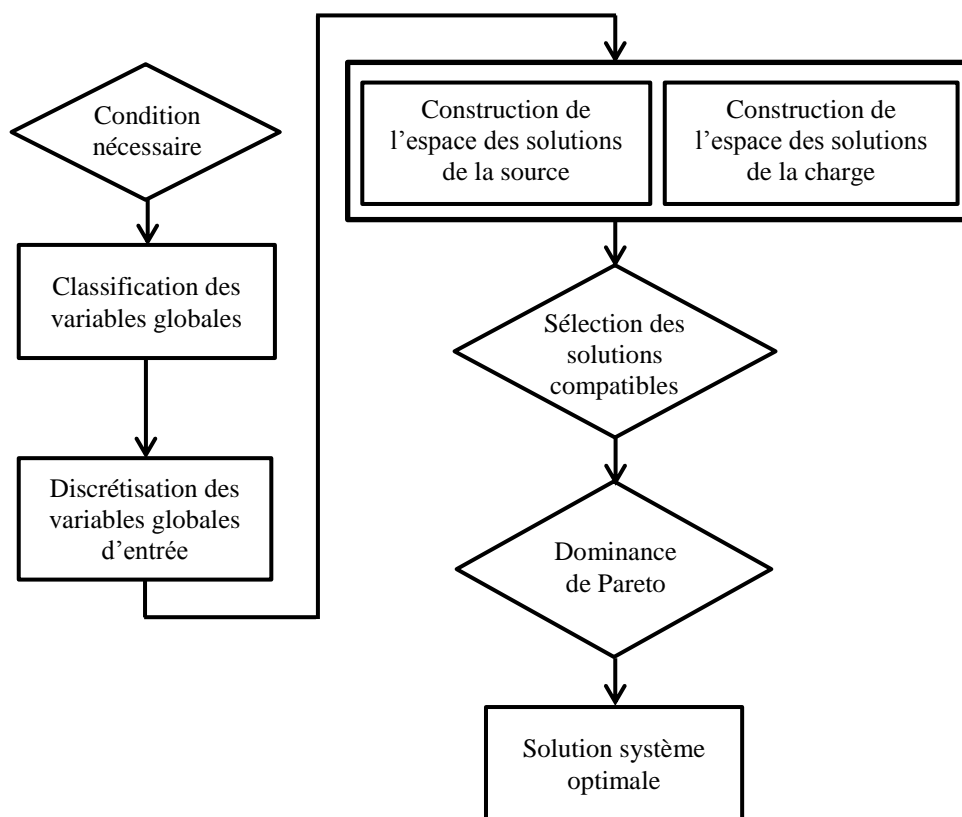 Condition
nécessaire
Classification des
variables globales
Discrétisation des
variables globales
d’entrée
Construction de
l’espace des solutions
de la source
Construction de
l’espace des solutions
de la charge
Sélection des
solutions
compatibles
Dominance
de Pareto
Solution système
optimale